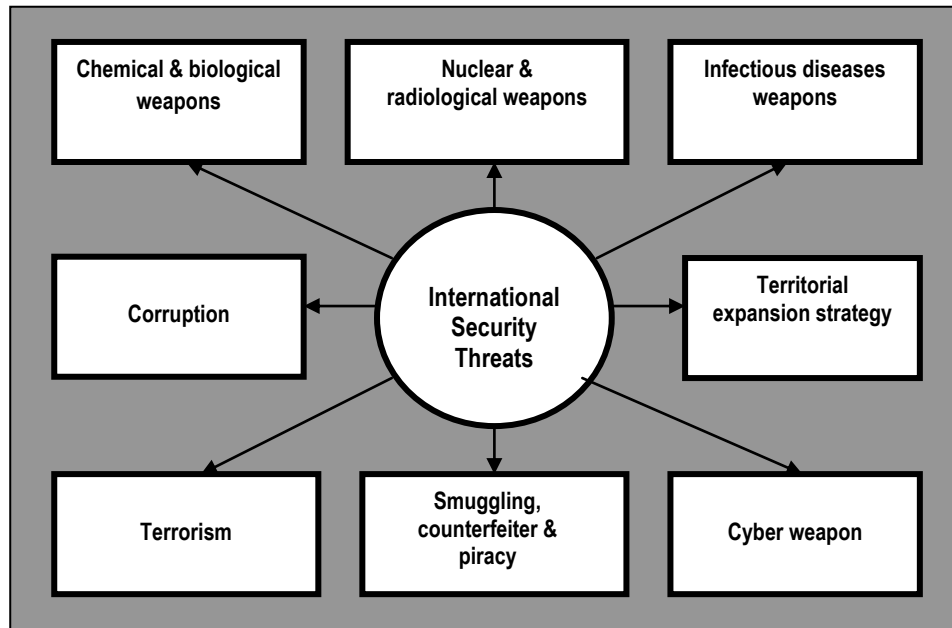 Chemical & biological
weapons
Nuclear &
radiological weapons
Infectious diseases
weapons
Corruption
International
Security
Threats
Territorial
expansion strategy
Terrorism
Smuggling,
counterfeiter &
piracy
Cyber weapon